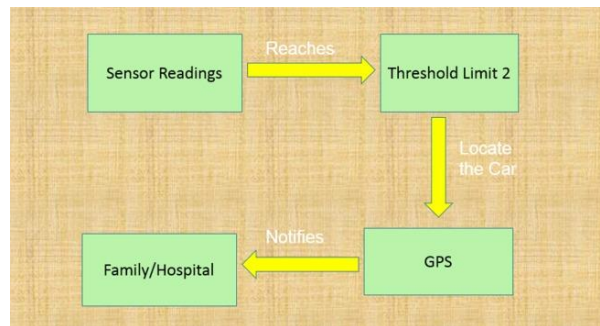 Sensor Readings
Reaches
Threshold Limit 2
Locate
the Car
GPS
Notifies
Family/Hospital